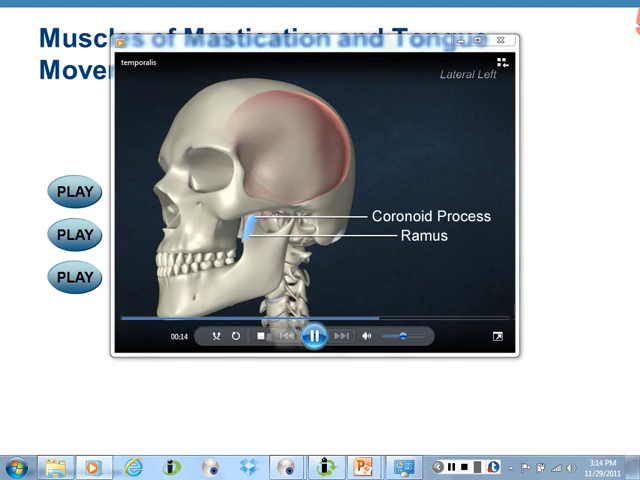 Muscles of Mastication and Tongue
Mover
temporalis
Lateral Left
PLAY
Coronoid Process
PLAY
Ramus
PLAY
00:14
3:14 PM
11/29/2011